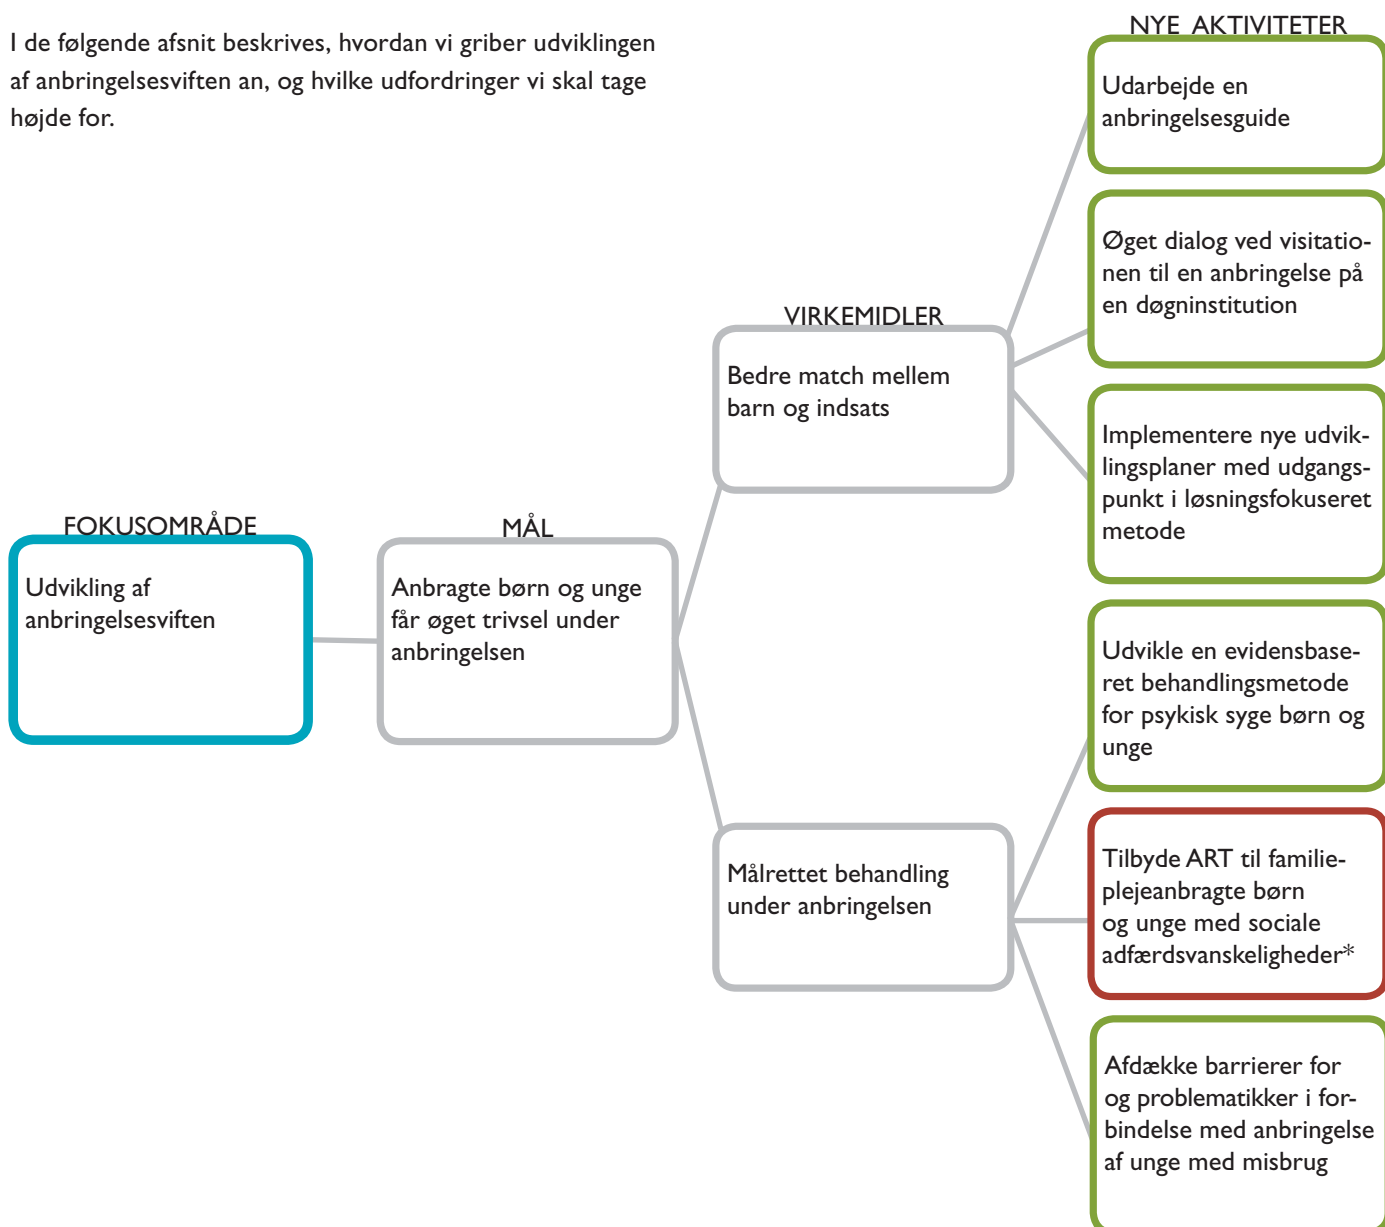 I de følgende afsnit beskrives, hvordan vi griber udviklingen
af anbringelsesviften an, og hvilke udfordringer vi skal tage
højde for.
FOKUSOMRÅDE
Udvikling af
anbringelsesviften
MÅL
Anbragte børn og unge
får øget trivsel under
anbringelsen
VIRKEMIDLER
Bedre match mellem
barn og indsats
Målrettet behandling
under anbringelsen
NYE AKTIVITETER
Udarbejde en
anbringelsesguide
Øget dialog ved visitatio-
nen til en anbringelse på
en døgninstitution
Implementere nye udvik-
lingsplaner med udgangs-
punkt i løsningsfokuseret
metode
Udvikle en evidensbase-
ret behandlingsmetode
for psykisk syge børn og
unge
Tilbyde ART til familie-
plejeanbragte børn
og unge med sociale
adfærdsvanskeligheder*
Afdække barrierer for
og problematikker i for-
bindelse med anbringelse
af unge med misbrug